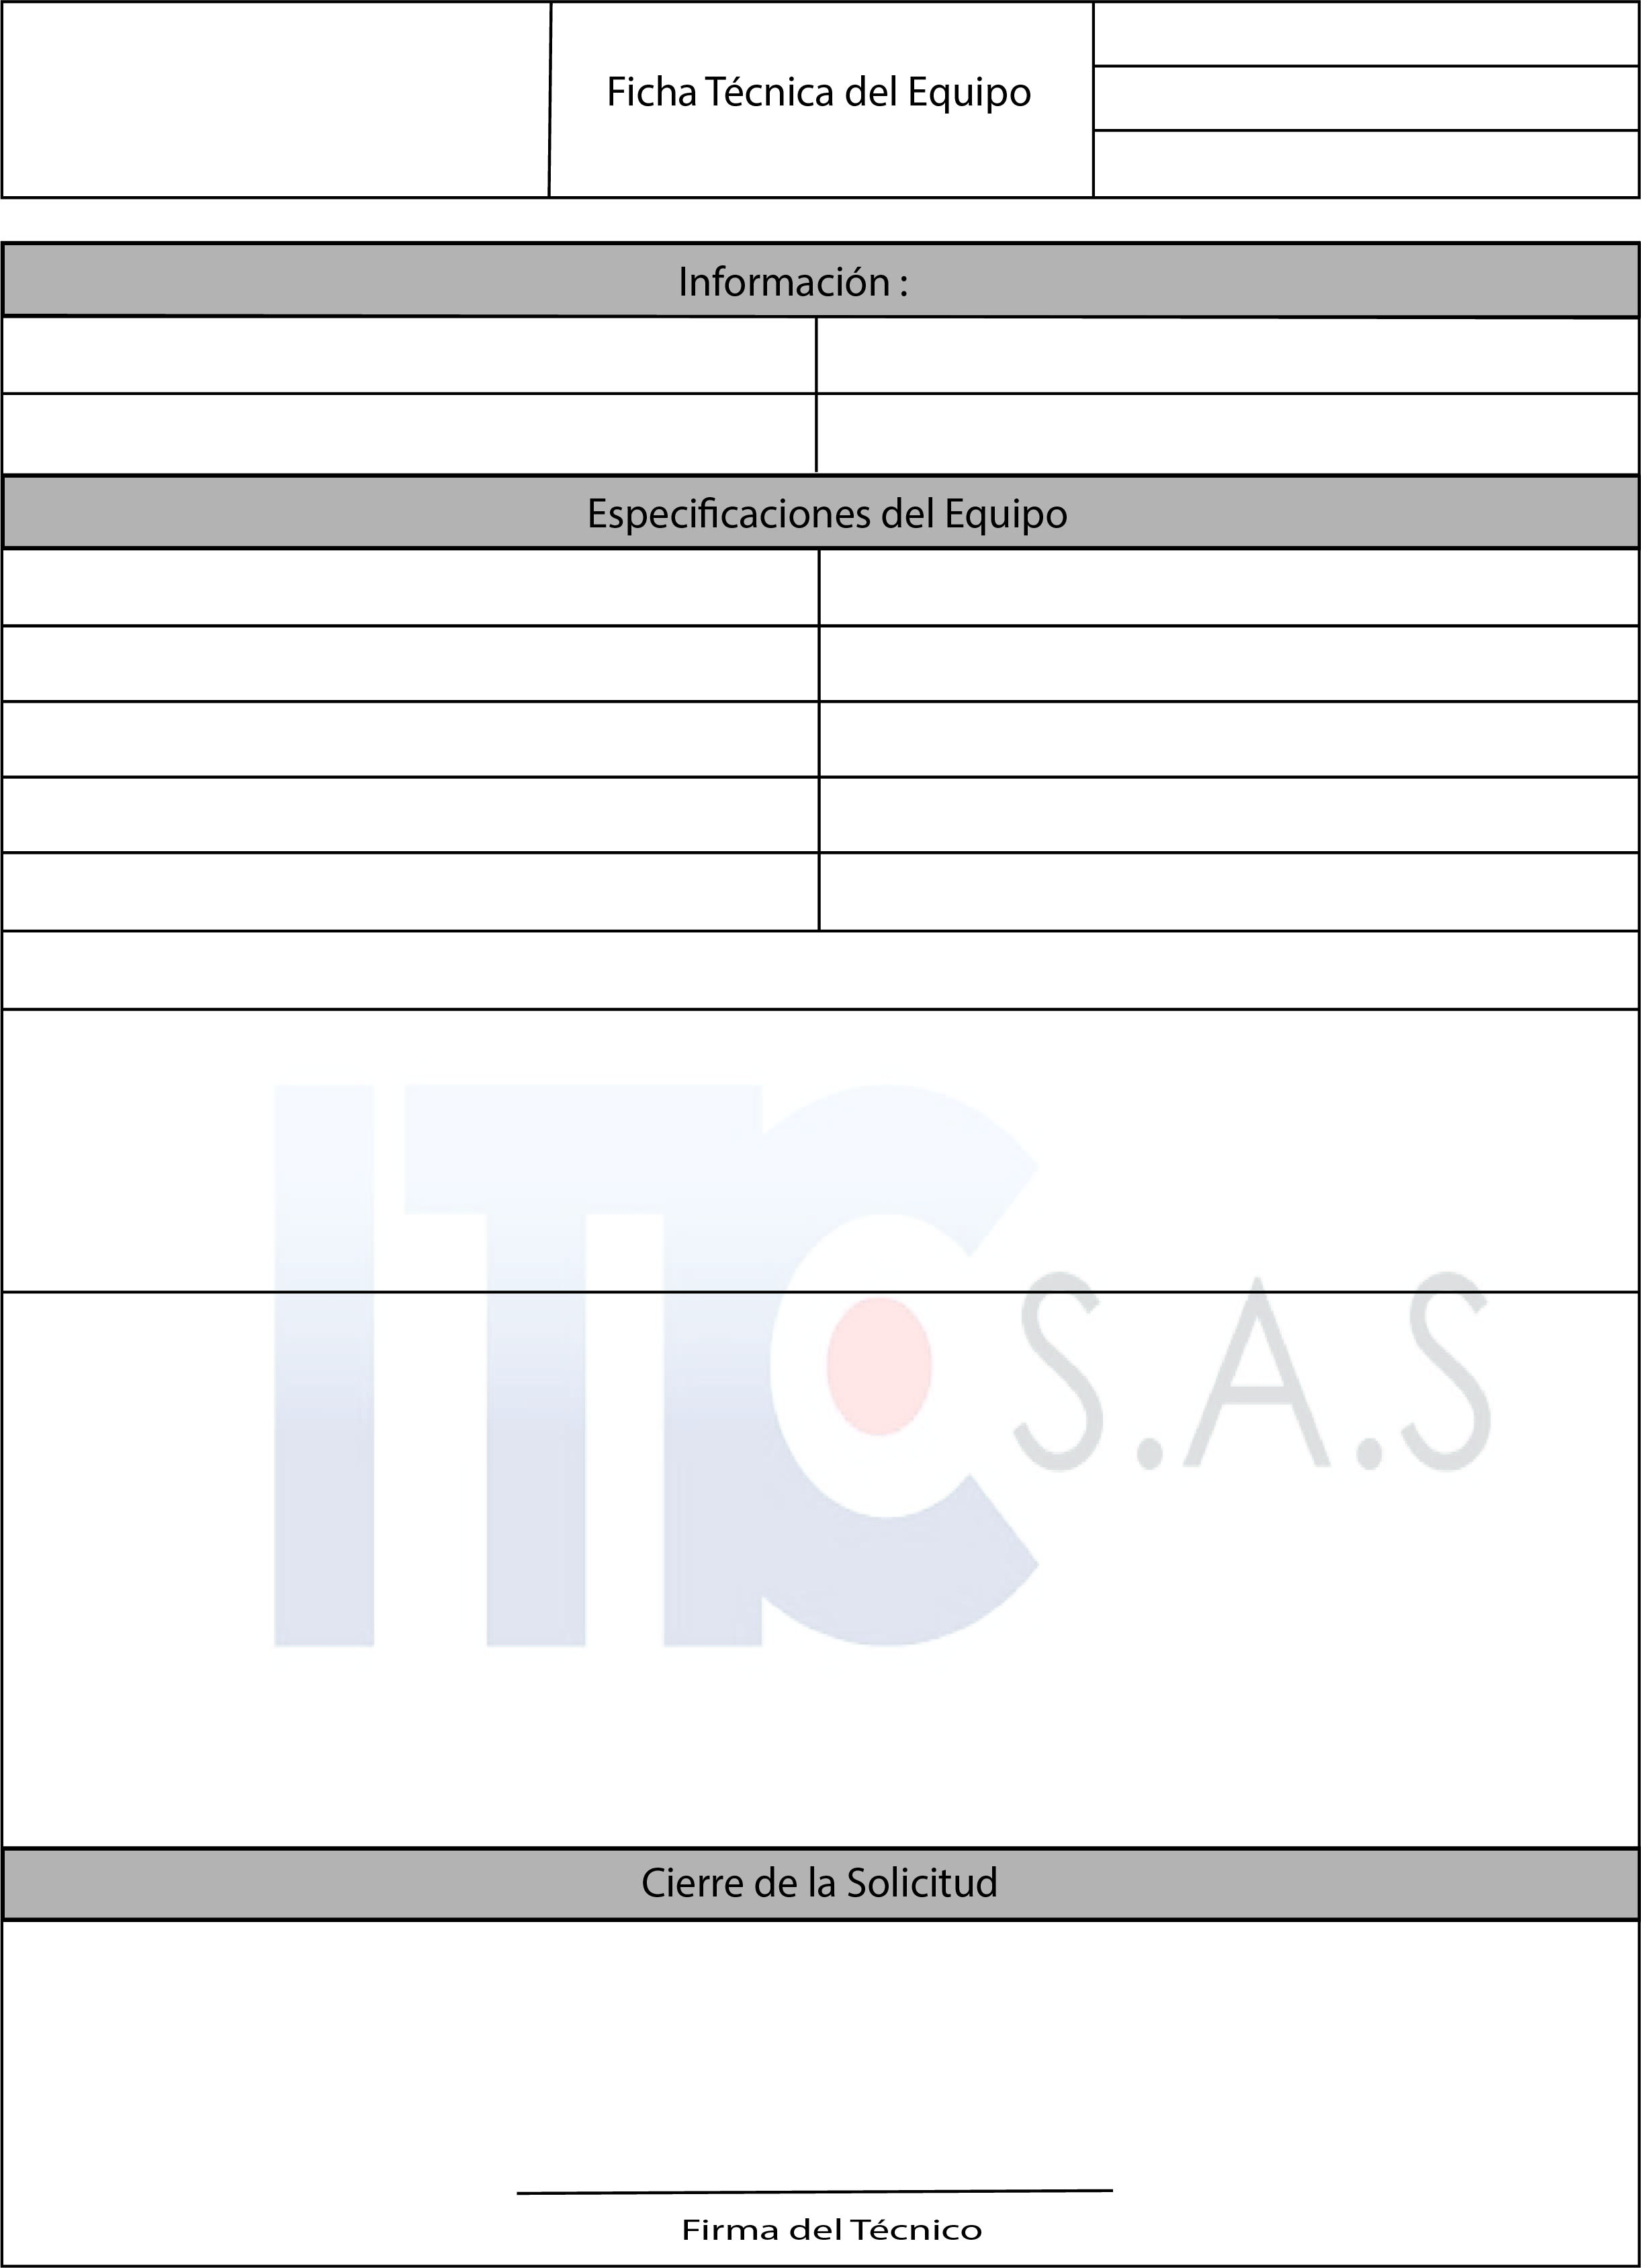 Ficha Técnica del Equipo
Información :
Especificaciones del Equipo
ITC S.A.S
Cierre de la Solicitud
Firma del Técnico